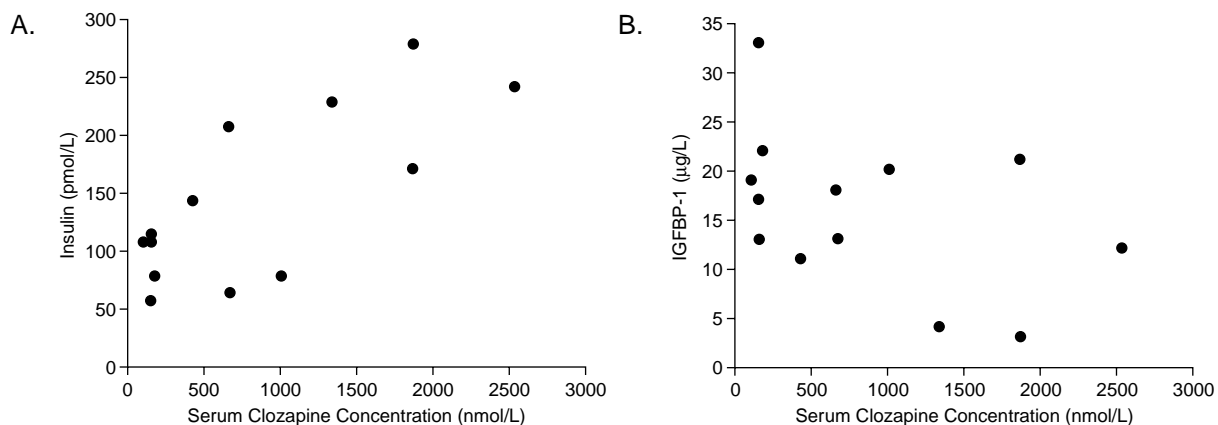 A.
300
250
200
150
100
50
0
Insulin (pmol/L)
0 500 1000 1500 2000 2500 3000
Serum Clozapine Concentration (nmol/L)
B.
35
30
25
20
15
10
5
0
IGFBP-1 (μg/L)
0 500 1000 1500 2000 2500 3000
Serum Clozapine Concentration (nmol/L)